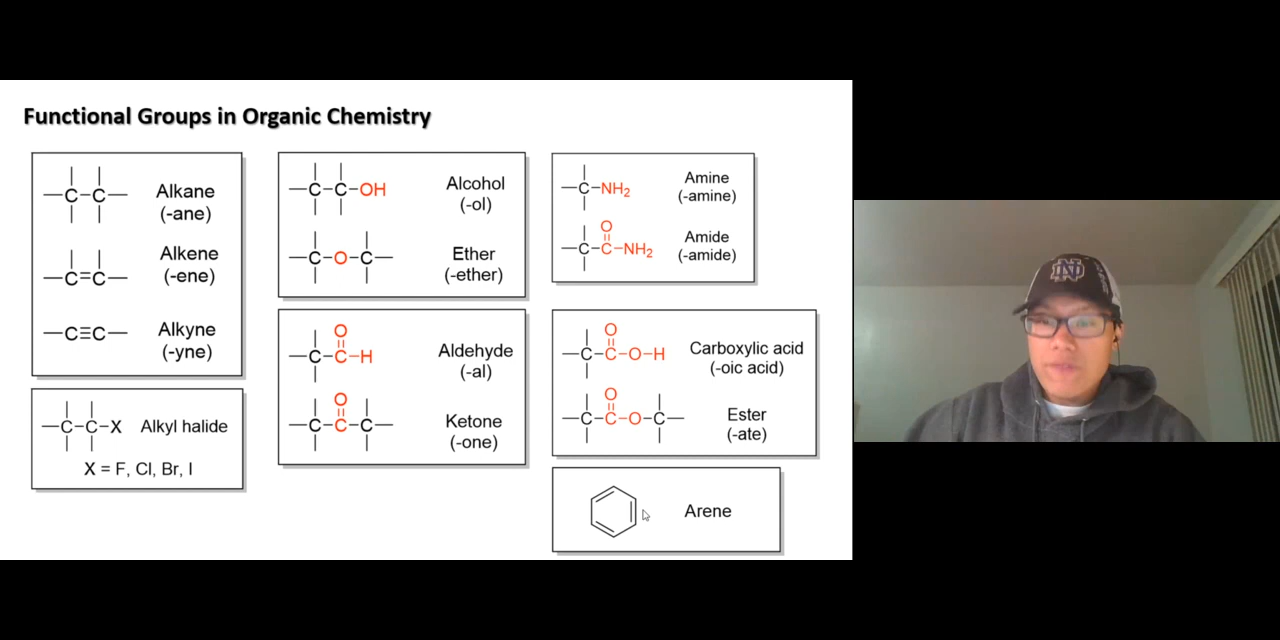 Functional Groups in Organic Chemistry
C-C
Alkane
(-ane)
C=C
Alkene
(-ene)
C≡C
Alkyne
(-yne)
C-C-X
Alkyl halide
X = F, Cl, Br, I
C-C-OH
Alcohol
(-ol)
C-O-C
Ether
(-ether)
O
C-C-H
Aldehyde
(-al)
O
C-C-C
Ketone
(-one)
C-NH₂
Amine
(-amine)
O
C-C-NH₂
Amide
(-amide)
O
C-C-O-H
Carboxylic acid
(-oic acid)
O
C-C-O-C
Ester
(-ate)
Arene
ND